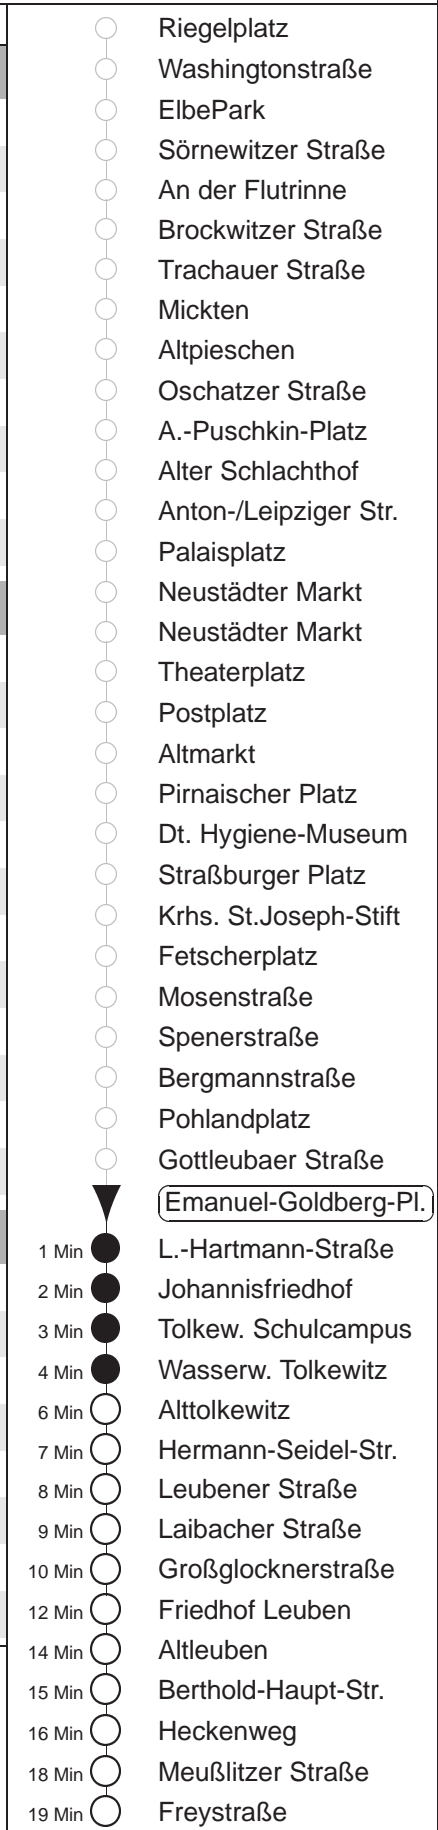 Riegelplatz
Washingtonstraße
ElbePark
Sörnewitzer Straße
An der Flutrinne
Brockwitzer Straße
Trachauer Straße
Mickten
Altpieschen
Oschatzer Straße
A.-Puschkin-Platz
Alter Schlachthof
Anton-/Leipziger Str.
Palaisplatz
Neustädter Markt
Neustädter Markt
Theaterplatz
Postplatz
Altmarkt
Pirnaischer Platz
Dt. Hygiene-Museum
Straßburger Platz
Krhs. St.Joseph-Stift
Fetscherplatz
Mosenstraße
Spenerstraße
Bergmannstraße
Pohlandplatz
Gottleubaer Straße
Emanuel-Goldberg-Pl.
1 Min L.-Hartmann-Straße
2 Min Johannisfriedhof
3 Min Tolkew. Schulcampus
4 Min Wasserw. Tolkewitz
6 Min Alttolkewitz
7 Min Hermann-Seidel-Str.
8 Min Leubener Straße
9 Min Laibacher Straße
10 Min Großglocknerstraße
12 Min Friedhof Leuben
14 Min Altleuben
15 Min Berthold-Haupt-Str.
16 Min Heckenweg
18 Min Meußlitzer Straße
19 Min Freystraße